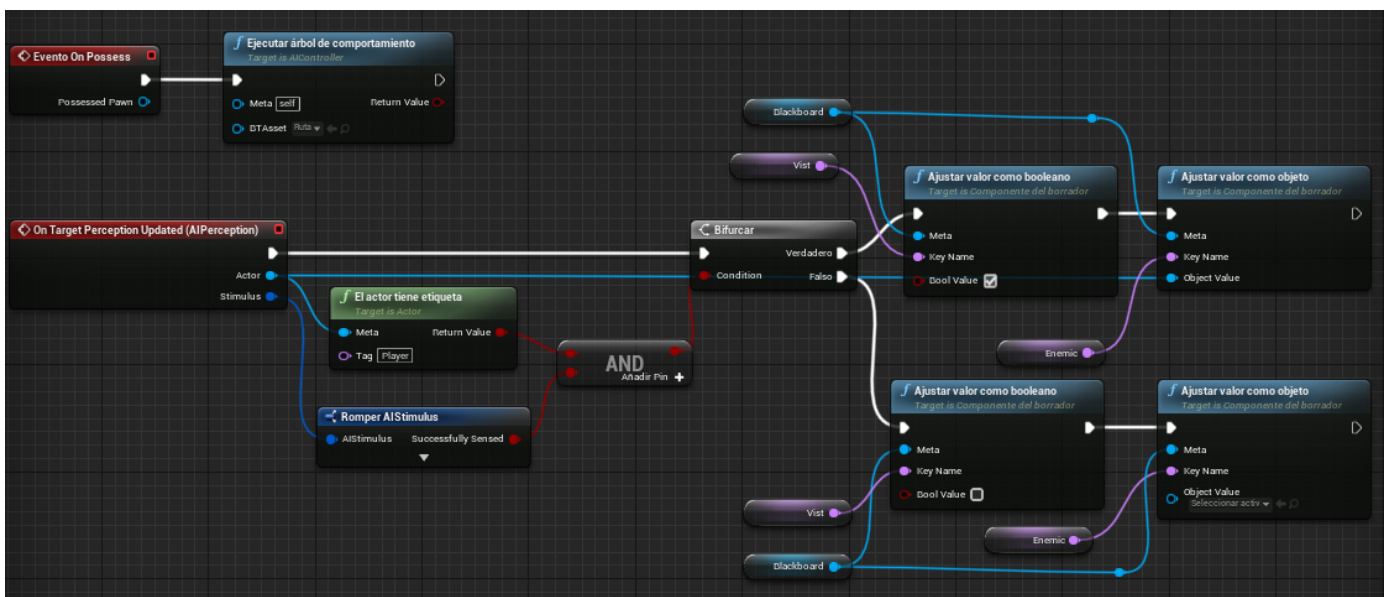 Evento On Possess
Possessed Pawn
Ejecutar árbol de comportamiento
Target is AIController
Meta self
Return Value
BTAsset Ruta
On Target Perception Updated (AIPerception)
Actor
Stimulus
El actor tiene etiqueta
Target is Actor
Meta
Return Value
Tag Player
Romper AIStimulus
AIStimulus
Successfully Sensed
AND
Añadir Pin
Bifurcar
Verdadero
Condition
Falso
Blackboard
Vist
Ajustar valor como booleano
Target is Componente del borrador
Meta
Key Name
Bool Value
Ajustar valor como objeto
Target is Componente del borrador
Meta
Key Name
Object Value
Enemic
Ajustar valor como booleano
Target is Componente del borrador
Meta
Key Name
Bool Value
Ajustar valor como objeto
Target is Componente del borrador
Meta
Key Name
Object Value
Seleccionar activ
Vist
Enemic
Blackboard